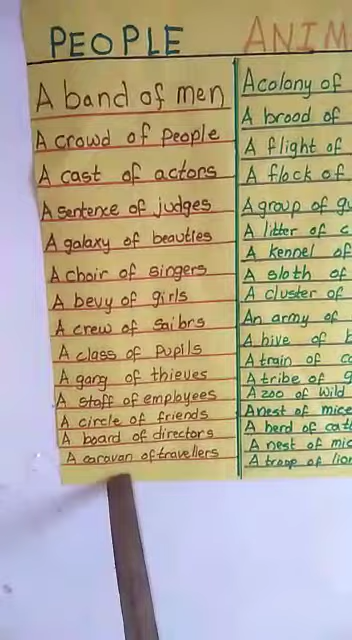 PEOPLE
A band of men
A crowd of people
A cast of actors
A sentence of judges
A galaxy of beauties
A choir of singers
A bevy of girls
A crew of sailors
A class of pupils
A gang of thieves
A staff of employees
A circle of friends
A board of directors
A caravan of travellers
ANIM
A colony of
A brood of
A flight of
A flock of
A group of
A litter of
A kennel of
A sloth of
A cluster of
An army of
A hive of
A train of
A tribe of
A zoo of wild
A nest of mice
A herd of
A nest of
A troop of